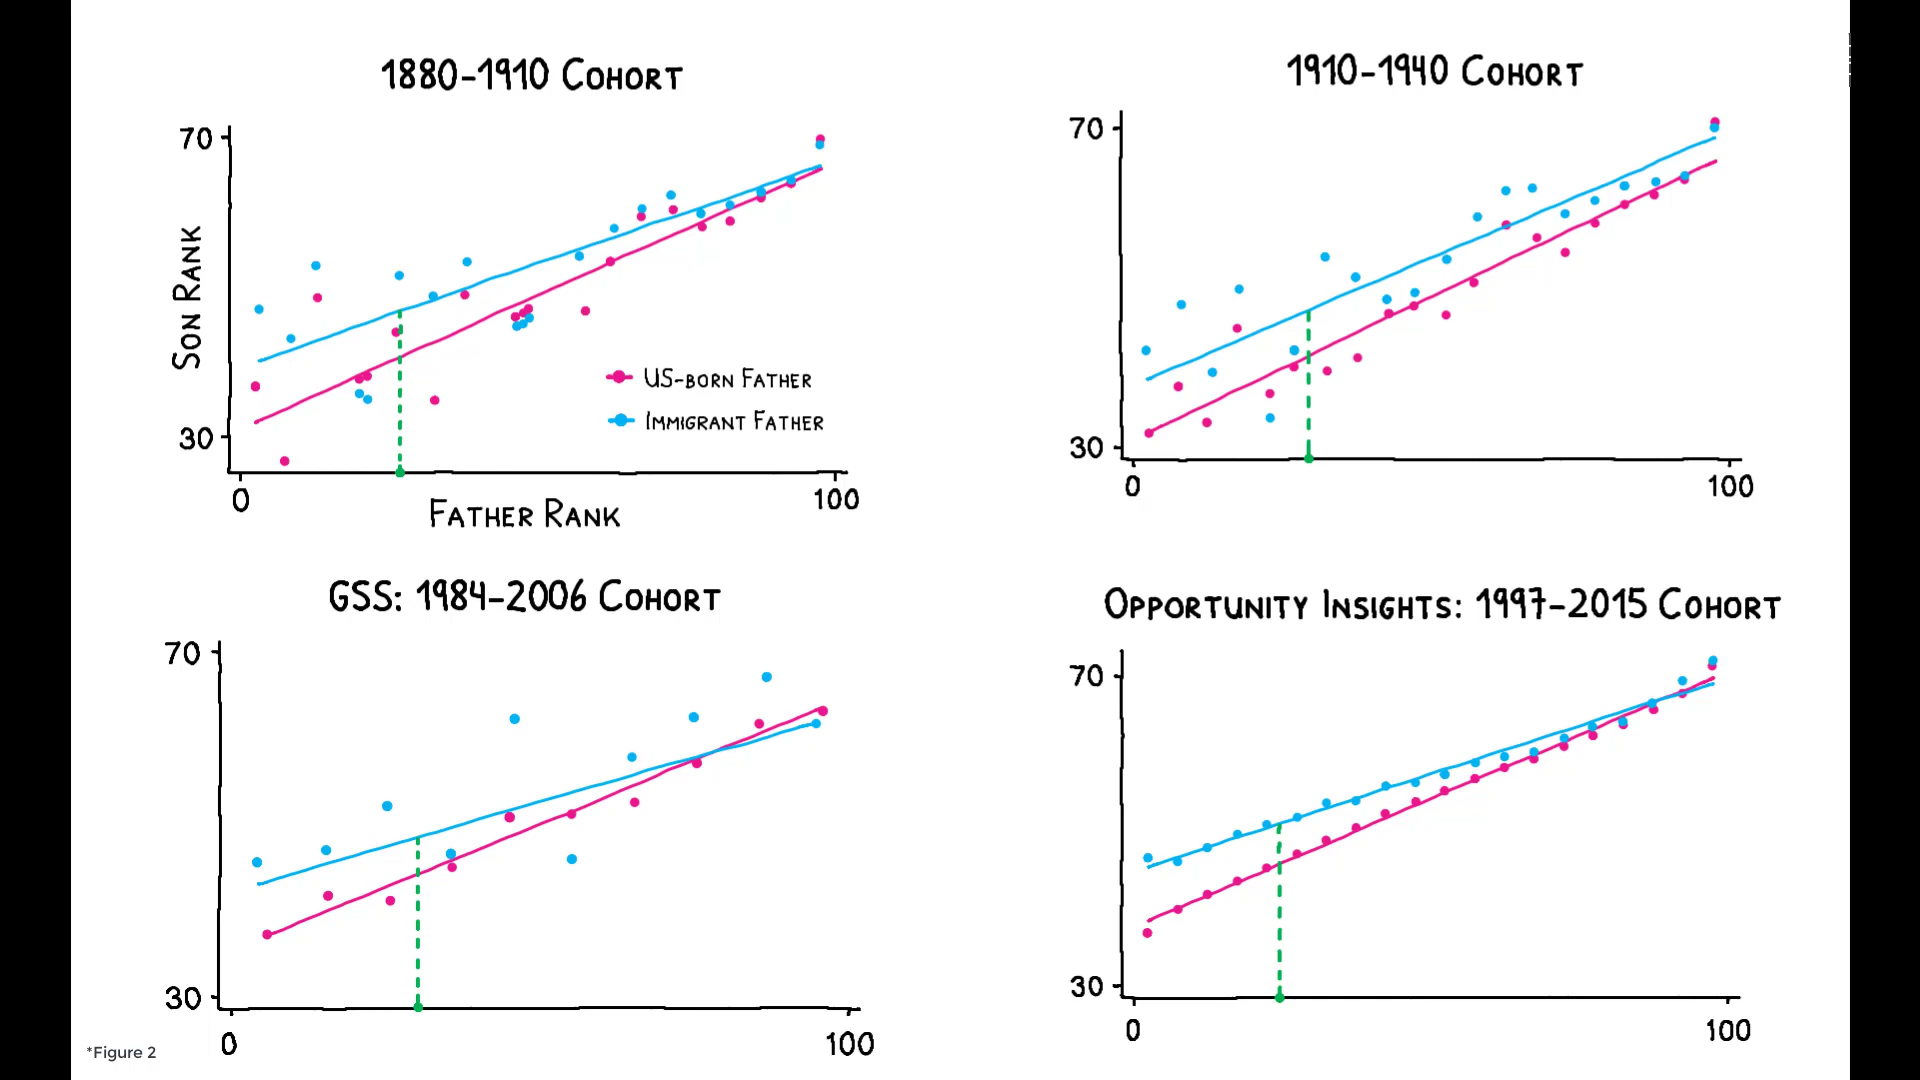 1880-1910 Cohort
70
Son Rank
US-born Father
Immigrant Father
30
0
100
Father Rank
1910-1940 Cohort
70
30
0
100
GSS: 1984-2006 Cohort
70
30
0
100
Opportunity Insights: 1997-2015 Cohort
70
30
0
100
*Figure 2